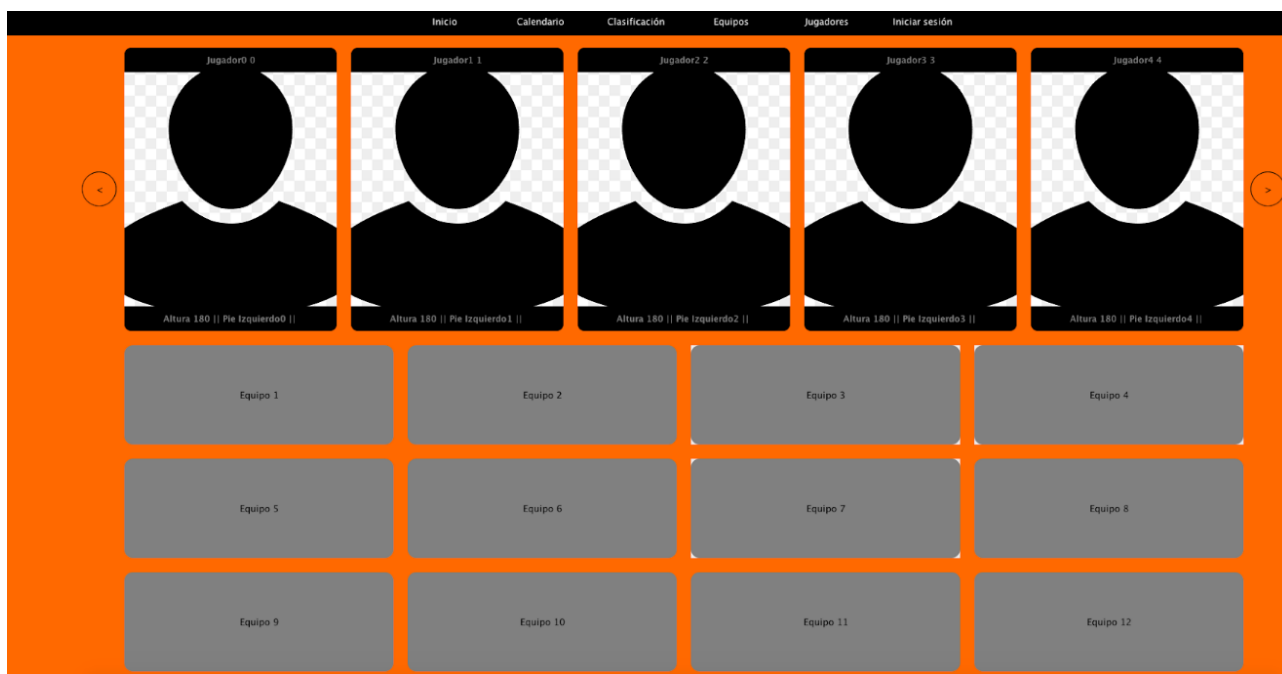 Inicio Calendario Clasificación Equipos Jugadores Iniciar sesión
Jugador0 0 Jugador1 1 Jugador2 2 Jugador3 3 Jugador4 4
< >
Altura 180 || Pie Izquierdo0 || Altura 180 || Pie Izquierdo1 || Altura 180 || Pie Izquierdo2 || Altura 180 || Pie Izquierdo3 || Altura 180 || Pie Izquierdo4 ||
Equipo 1 Equipo 2 Equipo 3 Equipo 4
Equipo 5 Equipo 6 Equipo 7 Equipo 8
Equipo 9 Equipo 10 Equipo 11 Equipo 12